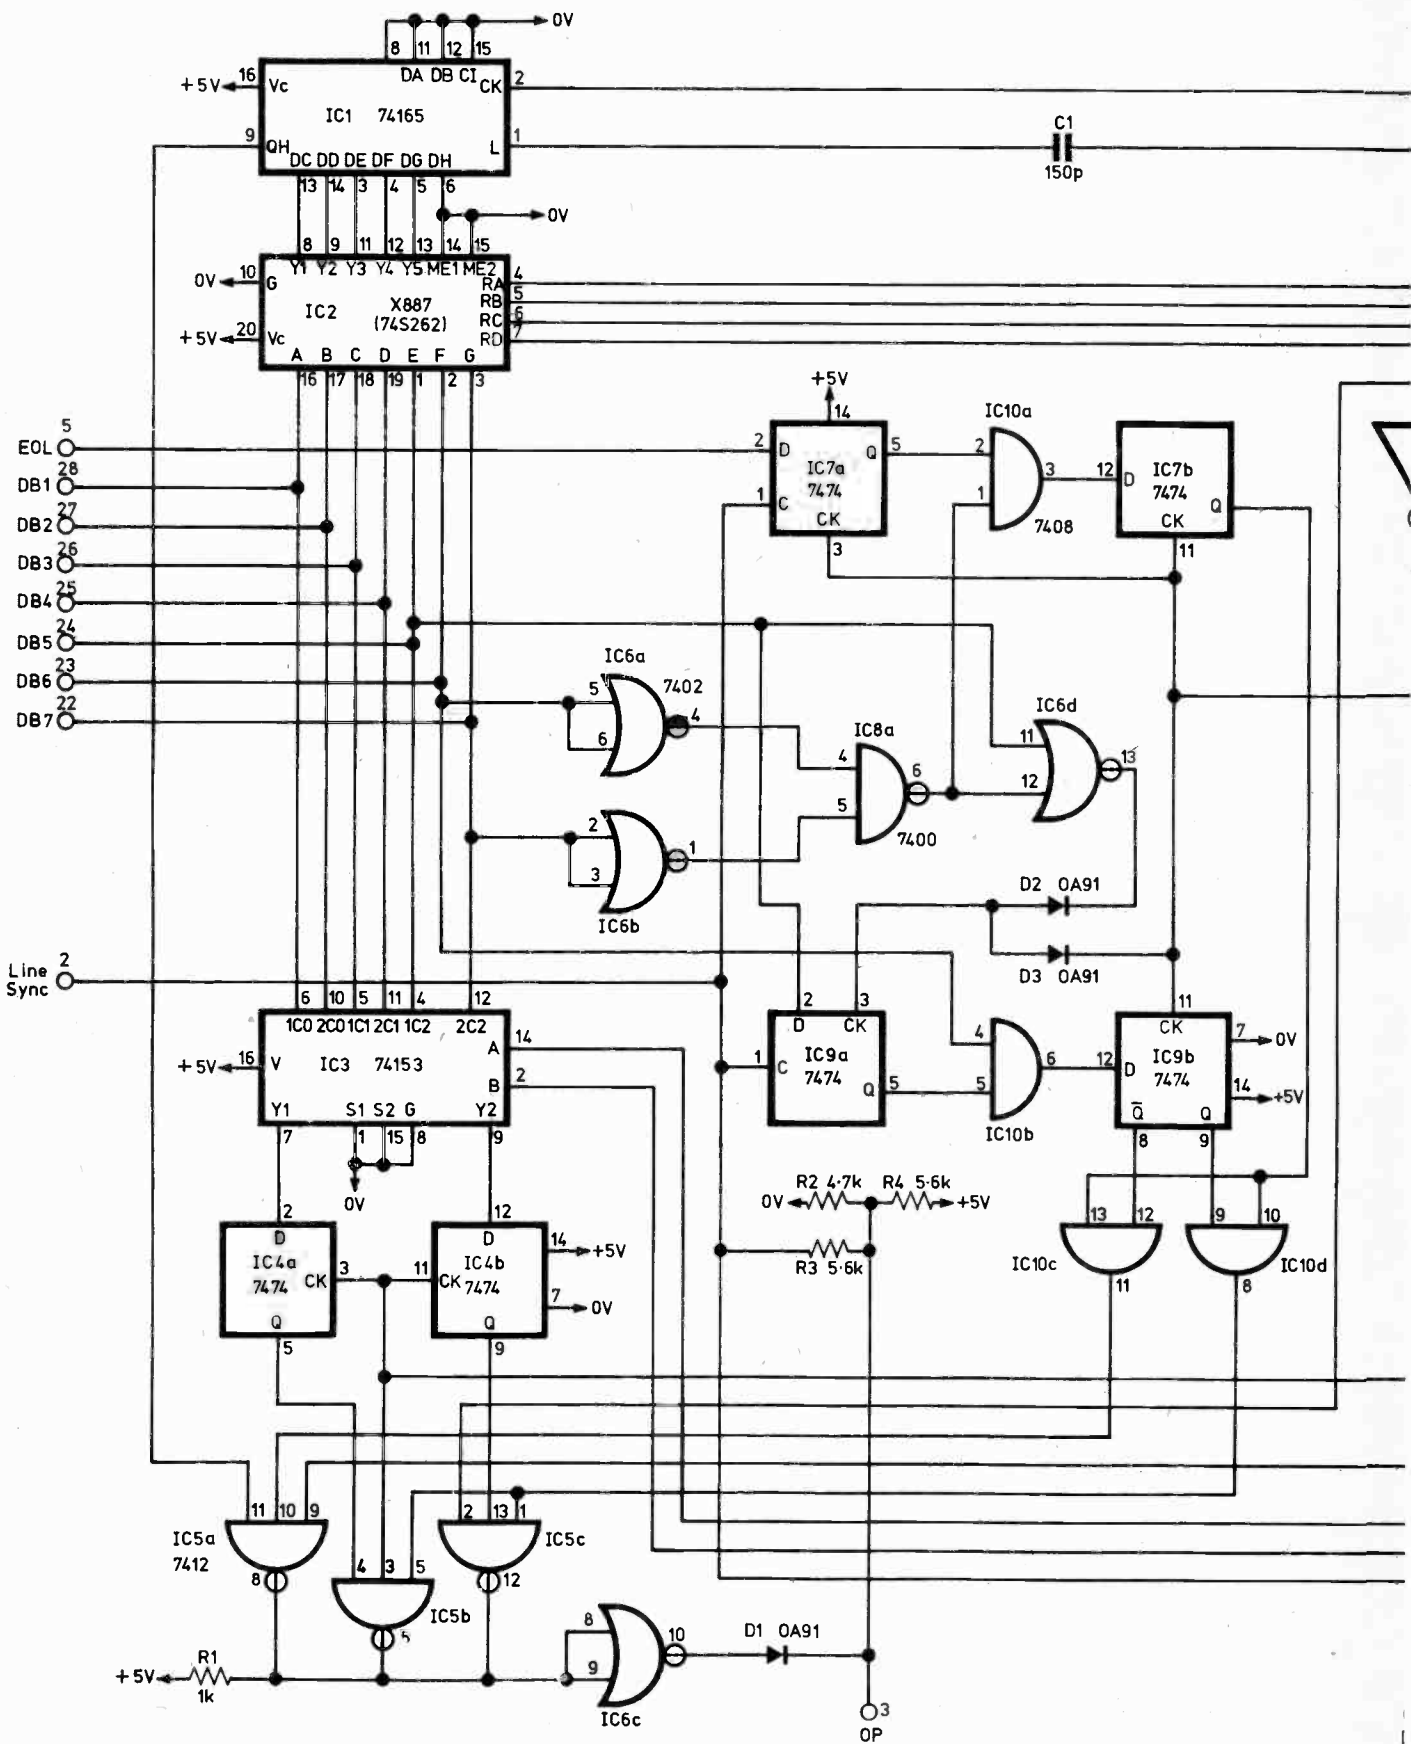 0V
8 11 12 15
DA DB CI
+5V 16 Vc CK 2
IC1 74165
9 QH L 1
DC DD DE DF DG DH
13 14 3 4 5 6
C1
150p
0V
8 9 11 12 13 14 15
Y1 Y2 Y3 Y4 Y5 ME1 ME2
0V 10 G RA 4
IC2 X887 RB 5
(74S262) RC 6
+5V 20 Vc RD 7
A B C D E F G
16 17 18 19 1 2 3
+5V
14
IC10a
5
EOL
28
DB1
27
DB2
26
DB3
25
DB4
24
DB5
23
DB6
22
DB7
2 D Q 5
IC7a
7474
1 C
CK
3
2
1
3
7408
12 D
IC7b
7474
Q
CK
11
IC6a
7402
5
6
4
IC8a
4
5
6
7400
IC6d
11
12
13
2
3
1
IC6b
D2 OA91
D3 OA91
Line
Sync
2
6 10 5 11 4 12
1C0 2C0 1C1 2C1 1C2 2C2
A 14
+5V 16 V IC3 74153
B 2
Y1 S1 S2 G Y2
7 1 15 8 9
0V
2 3
D CK
IC9a
7474
1 C
Q 5
4
5
6
IC10b
11
CK
7 0V
12 D IC9b
7474
14 +5V
Q̅ Q
8 9
R2 4·7k R4 5·6k
0V +5V
R3 5·6k
13 12
IC10c
11
9 10
IC10d
8
2
D
IC4a
7474
CK 3
Q
5
12
D
IC4b
11 CK 7474
14 +5V
7 0V
Q
9
11 10 9
IC5a
7412
8
4 3 5
IC5b
2 13 1
IC5c
12
R1
+5V
1k
8
9
10
IC6c
D1 OA91
3
OP